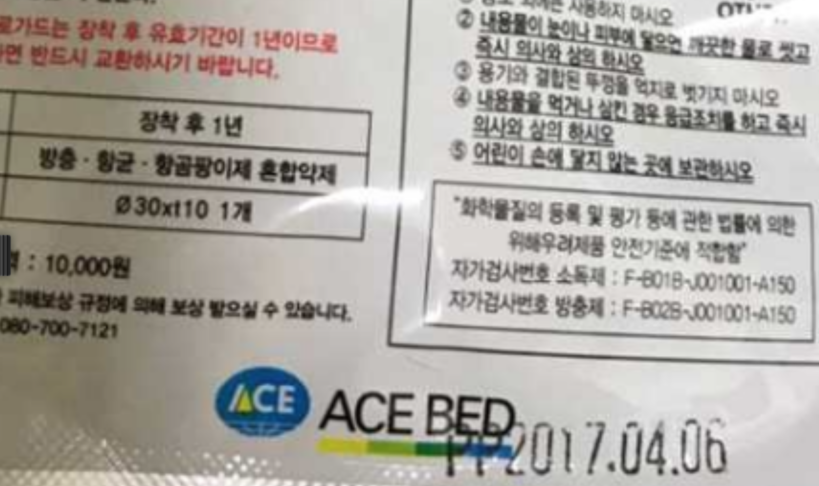 로가드는 장착 후 유효기간이 1년이므로
면 반드시 교환하시기 바랍니다.
장착 후 1년
방충 · 항균 · 항곰팡이제 혼합약제
Ø30xt10 1개
: 10,000원
피해보상 규정에 의해 보상 받으실 수 있습니다.
080-700-7121
사용하지 마시오
② 내용물이 눈이나 피부에 닿으면 깨끗한 물로 씻고
즉시 의사와 상의 하시오
③ 용기와 결합된 뚜껑을 억지로 벗기지 마시오
④ 내용물을 먹거나 삼킨 경우 응급조치를 하고 즉시
의사와 상의 하시오
⑤ 어린이 손에 닿지 않는 곳에 보관하시오
"화학물질의 등록 및 평가 등에 관한 법률에 의한
위해우려제품 안전기준에 적합함"
자가검사번호 소독제 : F-B01B-J001001-A150
자가검사번호 방충제 : F-B02B-J001001-A150
ACE ACE BED
PP2017.04.06